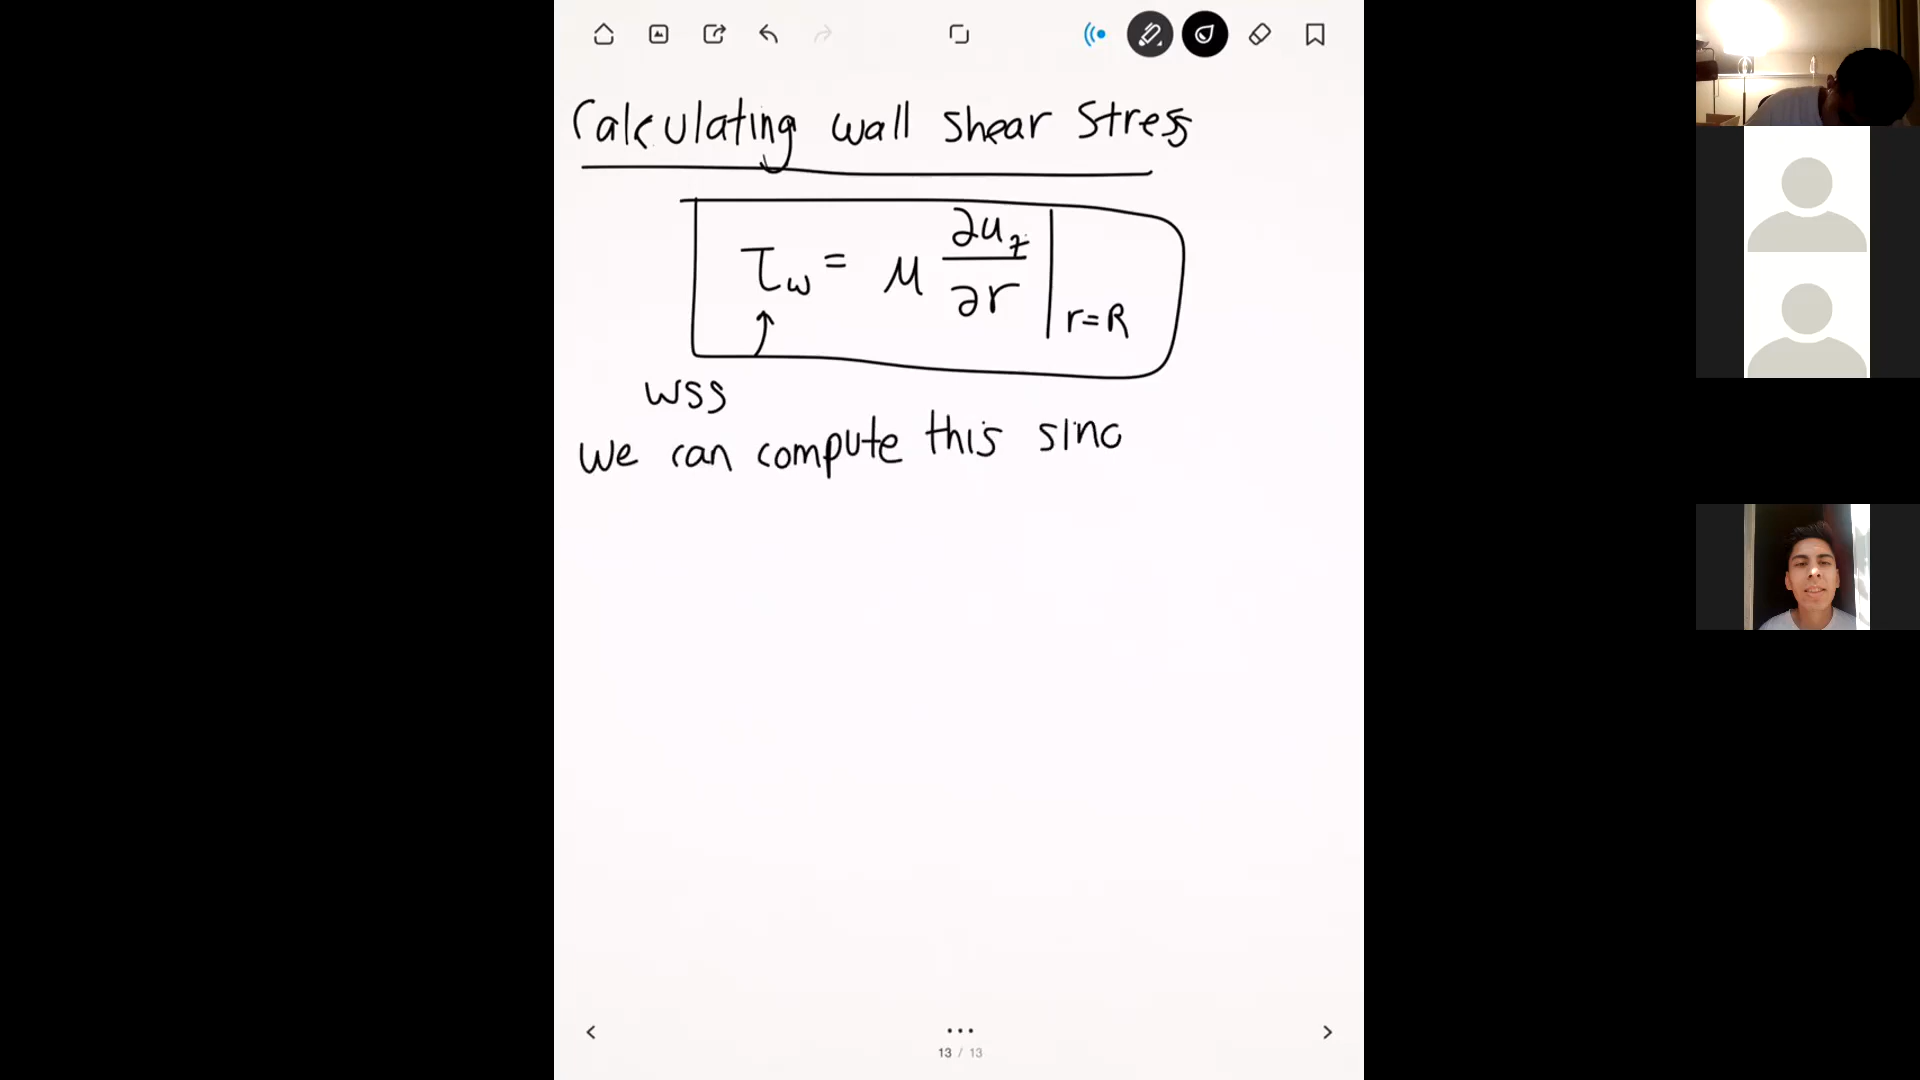 Calculating wall shear stress
τw = μ ∂uz/∂r | r=R
WSS
we can compute this sinc
13 / 13